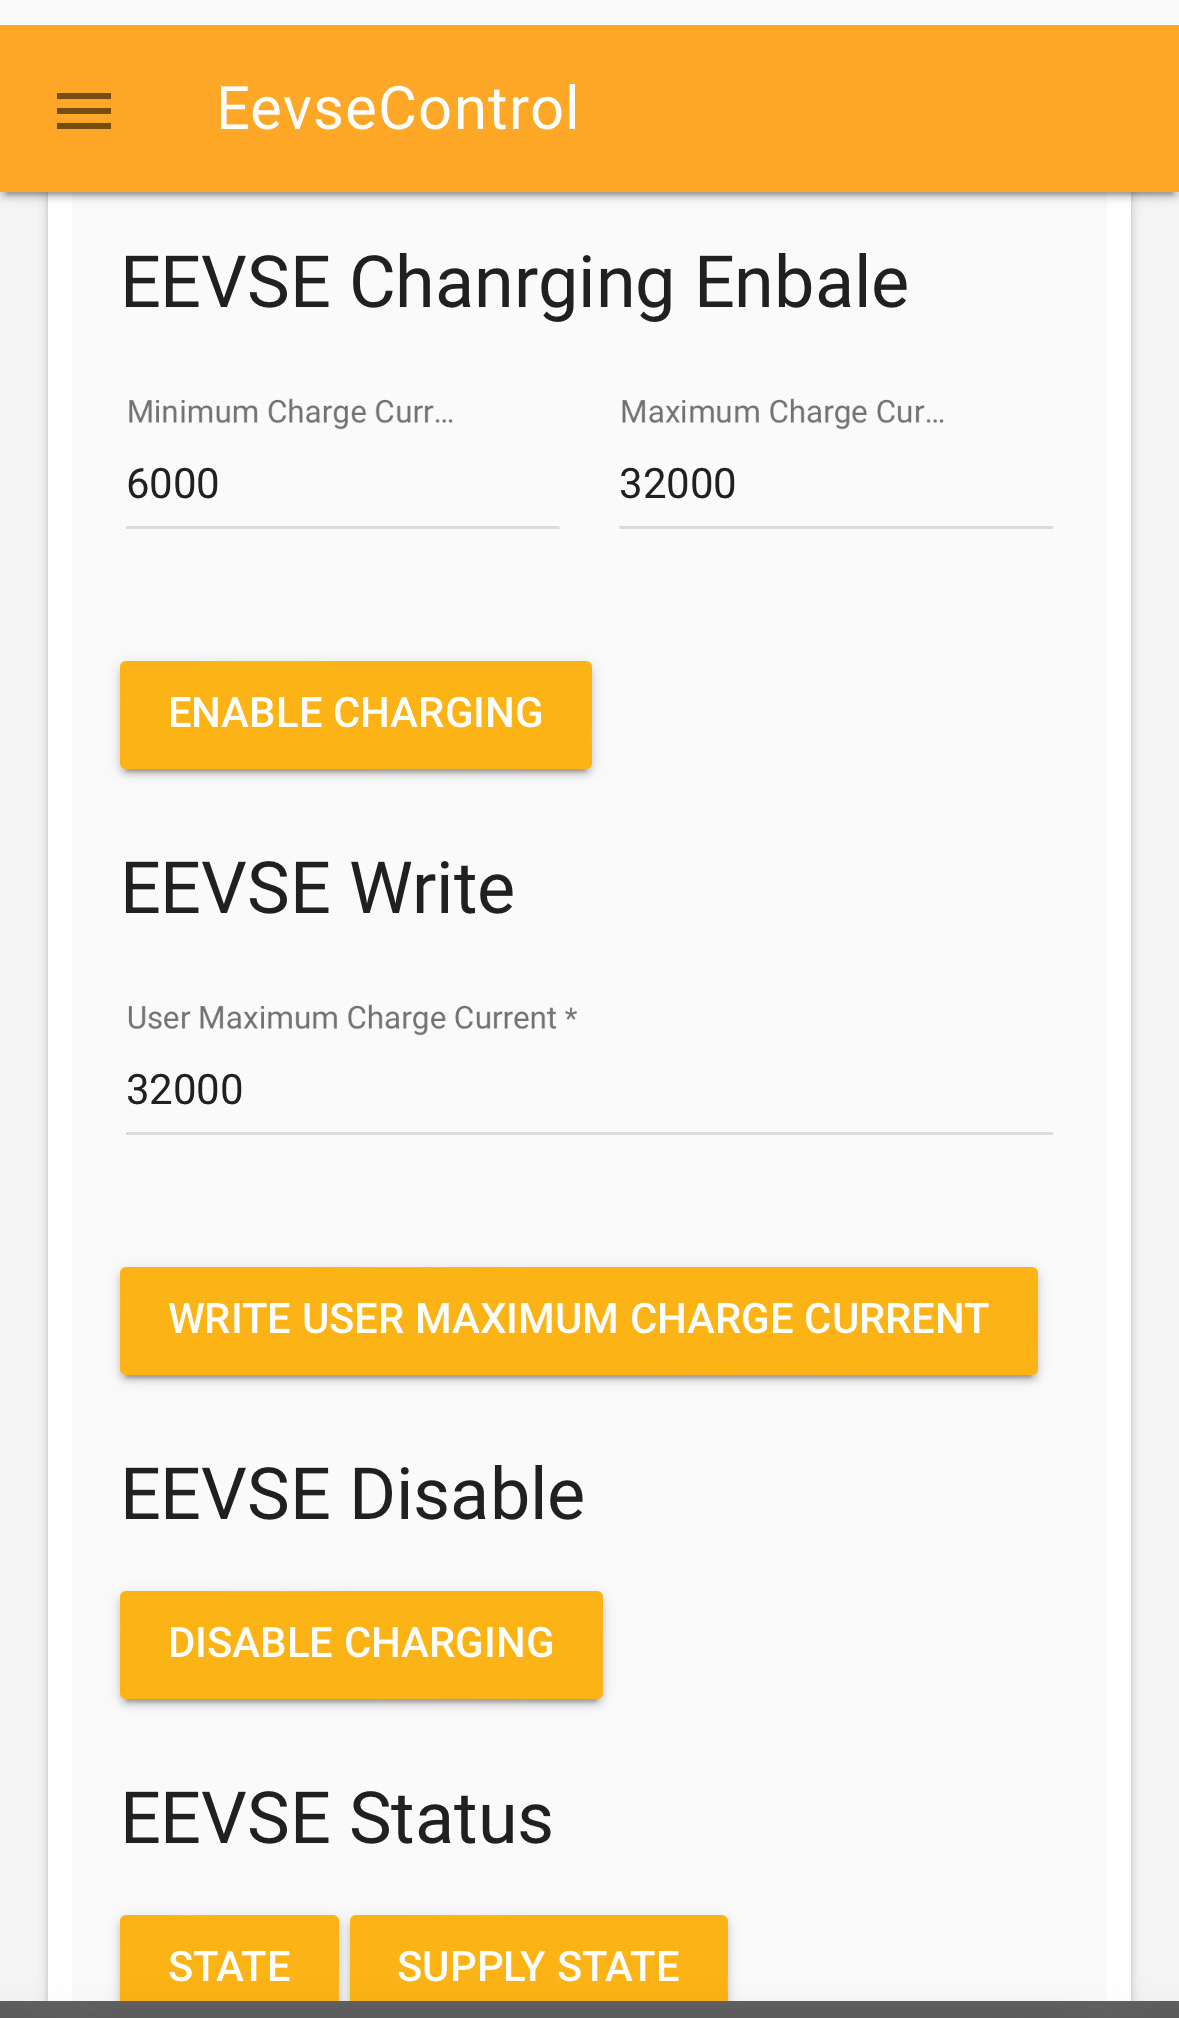 EevseControl
EEVSE Chanrging Enbale
Minimum Charge Curr... Maximum Charge Cur...
6000 32000
ENABLE CHARGING
EEVSE Write
User Maximum Charge Current *
32000
WRITE USER MAXIMUM CHARGE CURRENT
EEVSE Disable
DISABLE CHARGING
EEVSE Status
STATE SUPPLY STATE